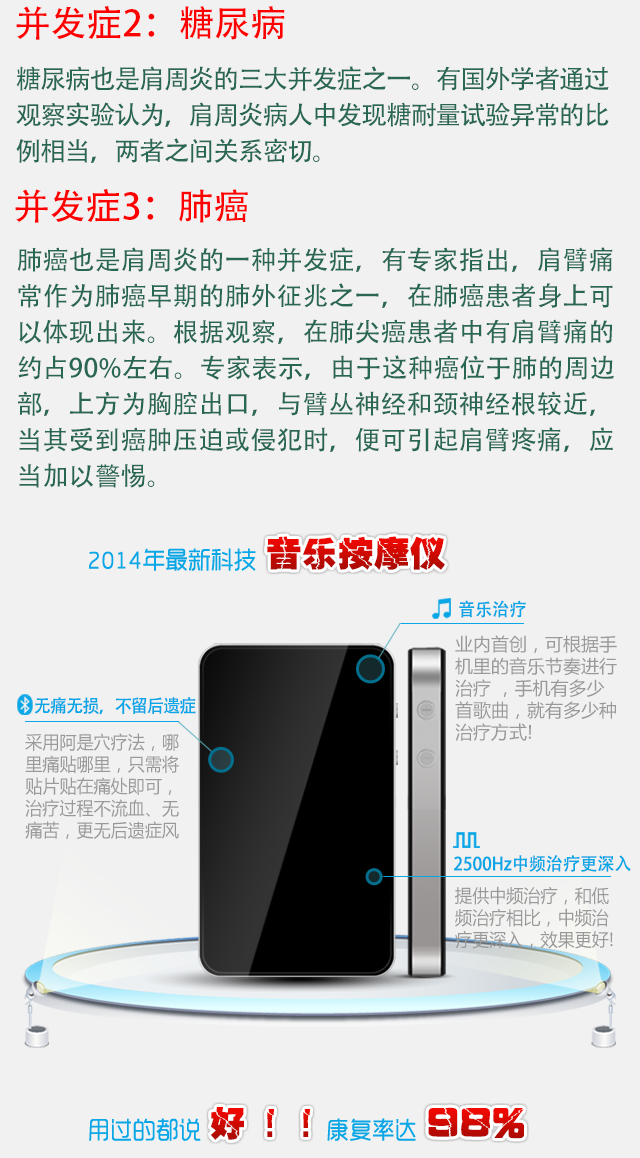 并发症2：糖尿病
糖尿病也是肩周炎的三大并发症之一。有国外学者通过
观察实验认为，肩周炎病人中发现糖耐量试验异常的比
例相当，两者之间关系密切。
并发症3：肺癌
肺癌也是肩周炎的一种并发症，有专家指出，肩臂痛
常作为肺癌早期的肺外征兆之一，在肺癌患者身上可
以体现出来。根据观察，在肺尖癌患者中有肩臂痛的
约占90%左右。专家表示，由于这种癌位于肺的周边
部，上方为胸腔出口，与臂丛神经和颈神经根较近，
当其受到癌肿压迫或侵犯时，便可引起肩臂疼痛，应
当加以警惕。
2014年最新科技 音乐按摩仪
音乐治疗
业内首创，可根据手
机里的音乐节奏进行
治疗 ，手机有多少
首歌曲，就有多少种
治疗方式!
无痛无损，不留后遗症
采用阿是穴疗法，哪
里痛贴哪里，只需将
贴片贴在痛处即可，
治疗过程不流血、无
痛苦，更无后遗症风
2500Hz中频治疗更深入
提供中频治疗，和低
频治疗相比，中频治
疗更深入，效果更好!
用过的都说 好！！ 康复率达 98%